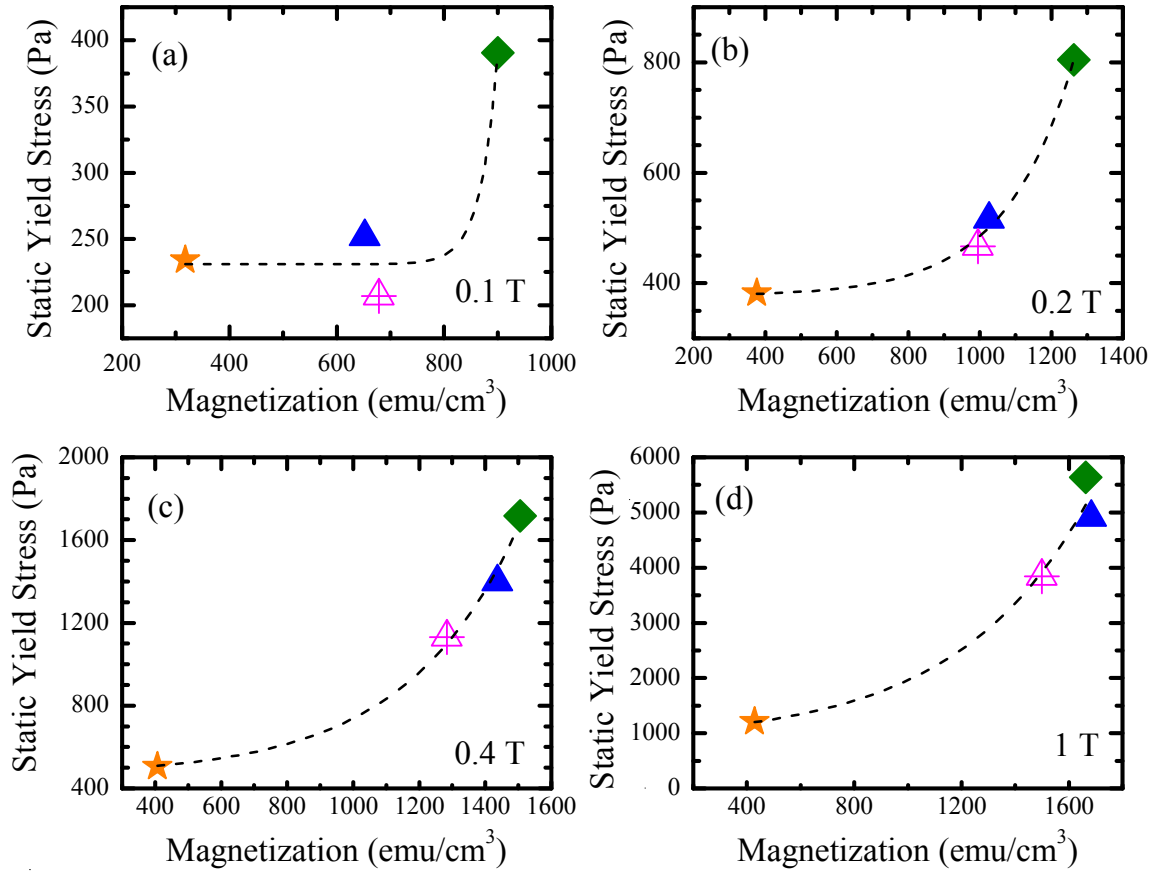 (a)
Static Yield Stress (Pa)
400
350
300
250
200
0.1 T
200 400 600 800 1000
Magnetization (emu/cm³)
(b)
Static Yield Stress (Pa)
800
600
400
0.2 T
200 400 600 800 1000 1200 1400
Magnetization (emu/cm³)
(c)
Static Yield Stress (Pa)
2000
1600
1200
800
400
0.4 T
400 600 800 1000 1200 1400 1600
Magnetization (emu/cm³)
(d)
Static Yield Stress (Pa)
6000
5000
4000
3000
2000
1000
0
1 T
400 800 1200 1600
Magnetization (emu/cm³)